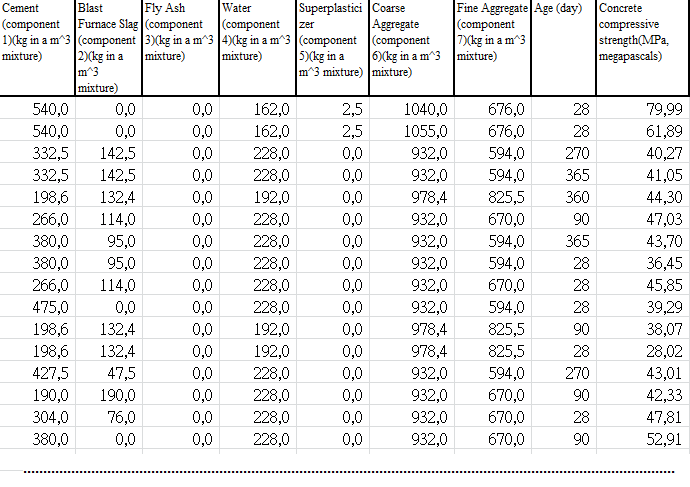 Cement (component 1)(kg in a m^3 mixture) Blast Furnace Slag (component 2)(kg in a m^3 mixture) Fly Ash (component 3)(kg in a m^3 mixture) Water (component 4)(kg in a m^3 mixture) Superplasticizer (component 5)(kg in a m^3 mixture) Coarse Aggregate (component 6)(kg in a m^3 mixture) Fine Aggregate (component 7)(kg in a m^3 mixture) Age (day) Concrete compressive strength(MPa, megapascals)
540,0 0,0 0,0 162,0 2,5 1040,0 676,0 28 79,99
540,0 0,0 0,0 162,0 2,5 1055,0 676,0 28 61,89
332,5 142,5 0,0 228,0 0,0 932,0 594,0 270 40,27
332,5 142,5 0,0 228,0 0,0 932,0 594,0 365 41,05
198,6 132,4 0,0 192,0 0,0 978,4 825,5 360 44,30
266,0 114,0 0,0 228,0 0,0 932,0 670,0 90 47,03
380,0 95,0 0,0 228,0 0,0 932,0 594,0 365 43,70
380,0 95,0 0,0 228,0 0,0 932,0 594,0 28 36,45
266,0 114,0 0,0 228,0 0,0 932,0 670,0 28 45,85
475,0 0,0 0,0 228,0 0,0 932,0 594,0 28 39,29
198,6 132,4 0,0 192,0 0,0 978,4 825,5 90 38,07
198,6 132,4 0,0 192,0 0,0 978,4 825,5 28 28,02
427,5 47,5 0,0 228,0 0,0 932,0 594,0 270 43,01
190,0 190,0 0,0 228,0 0,0 932,0 670,0 90 42,33
304,0 76,0 0,0 228,0 0,0 932,0 670,0 28 47,81
380,0 0,0 0,0 228,0 0,0 932,0 670,0 90 52,91